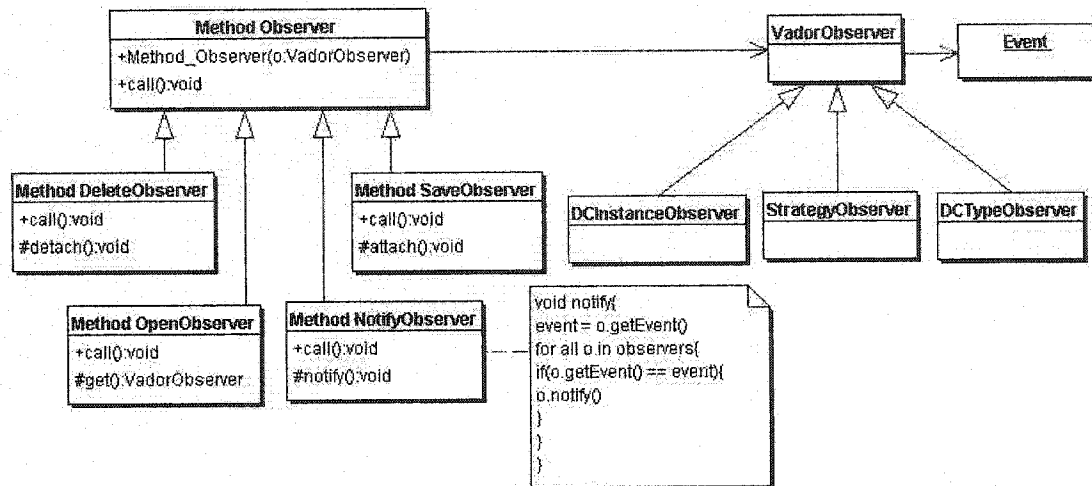 Method Observer
+Method_Observer(o:VadorObserver)
+call():void
VadorObserver
Event
Method DeleteObserver
+call():void
#detach():void
Method SaveObserver
+call():void
#attach():void
DCInstanceObserver
StrategyObserver
DCTypeObserver
Method OpenObserver
+call():void
#get():VadorObserver
Method NotifyObserver
+call():void
#notify():void
void notify{
event = o.getEvent()
for all o.in observers{
if(o.getEvent() == event){
o.notify()
}
}
}